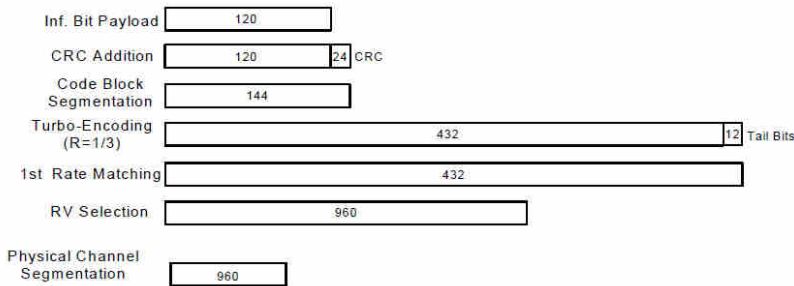 Inf. Bit Payload 120
CRC Addition 120 24 CRC
Code Block
Segmentation 144
Turbo-Encoding
(R=1/3) 432 12 Tail Bits
1st Rate Matching 432
RV Selection 960
Physical Channel
Segmentation 960